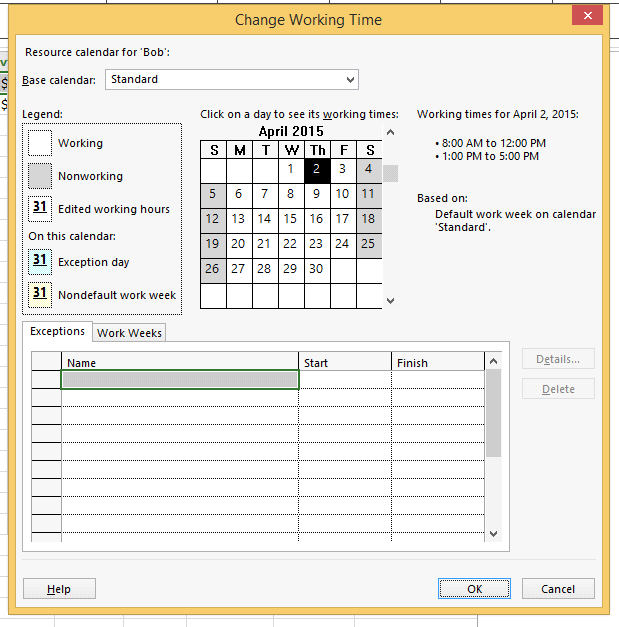 Change Working Time
Resource calendar for 'Bob':
Base calendar: Standard
Legend:
Working
Nonworking
31 Edited working hours
On this calendar:
31 Exception day
31 Nondefault work week
Click on a day to see its working times:
April 2015
S M T W Th F S
1 2 3 4
5 6 7 8 9 10 11
12 13 14 15 16 17 18
19 20 21 22 23 24 25
26 27 28 29 30
Working times for April 2, 2015:
• 8:00 AM to 12:00 PM
• 1:00 PM to 5:00 PM
Based on:
Default work week on calendar
'Standard'.
Exceptions Work Weeks
Name Start Finish
Details...
Delete
Help OK Cancel